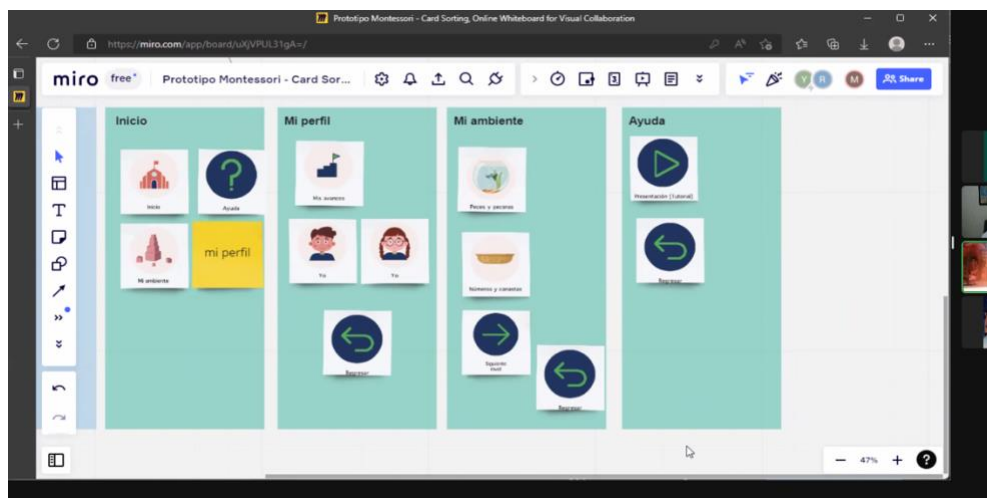 Prototipo Montessori - Card Sorting, Online Whiteboard for Visual Collaboration
https://miro.com/app/board/uXjVPUL31gA=/
miro free Prototipo Montessori - Card Sor... 3 Y R M Share
Inicio
Mi perfil
Mi ambiente
Ayuda
Inicio
Ayuda
Mi ambiente
mi perfil
Mis avances
Yo
Yo
Regresar
Peces y peceras
Números y canastas
Siguiente
Regresar
Presentación [Tutorial]
Regresar
47%